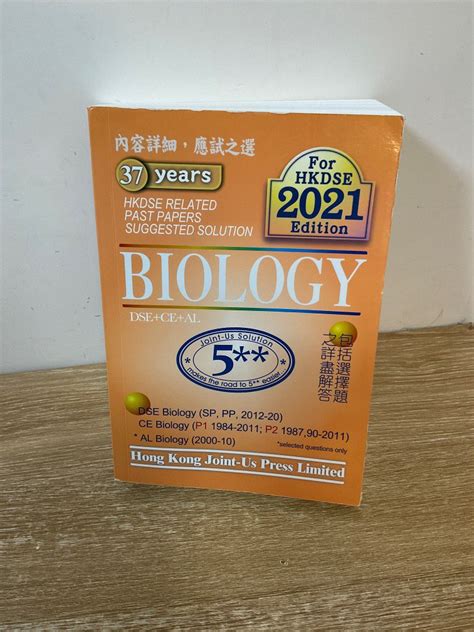 內容詳細，應試之選
37 years
HKDSE RELATED
PAST PAPERS
SUGGESTED SOLUTION
For
HKDSE
2021
Edition
BIOLOGY
DSE+CE+AL
Joint-Us Solution
5**
makes the road to 5** easier
包括選擇題
之詳盡解答
DSE Biology (SP, PP, 2012-20)
CE Biology (P1 1984-2011; P2 1987,90-2011)
* AL Biology (2000-10)
*selected questions only
Hong Kong Joint-Us Press Limited